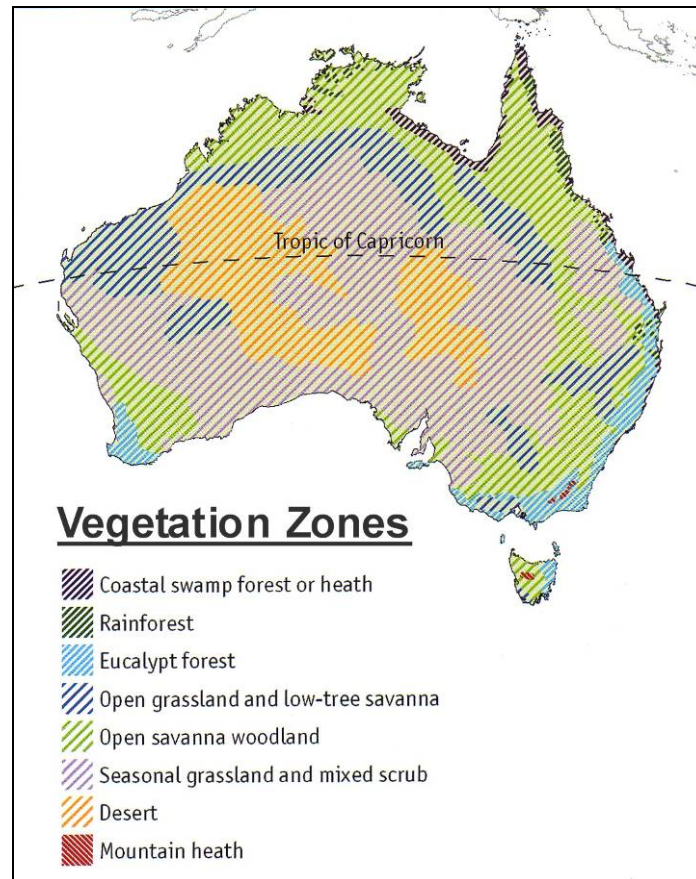 Tropic of Capricorn
Vegetation Zones
Coastal swamp forest or heath
Rainforest
Eucalypt forest
Open grassland and low-tree savanna
Open savanna woodland
Seasonal grassland and mixed scrub
Desert
Mountain heath